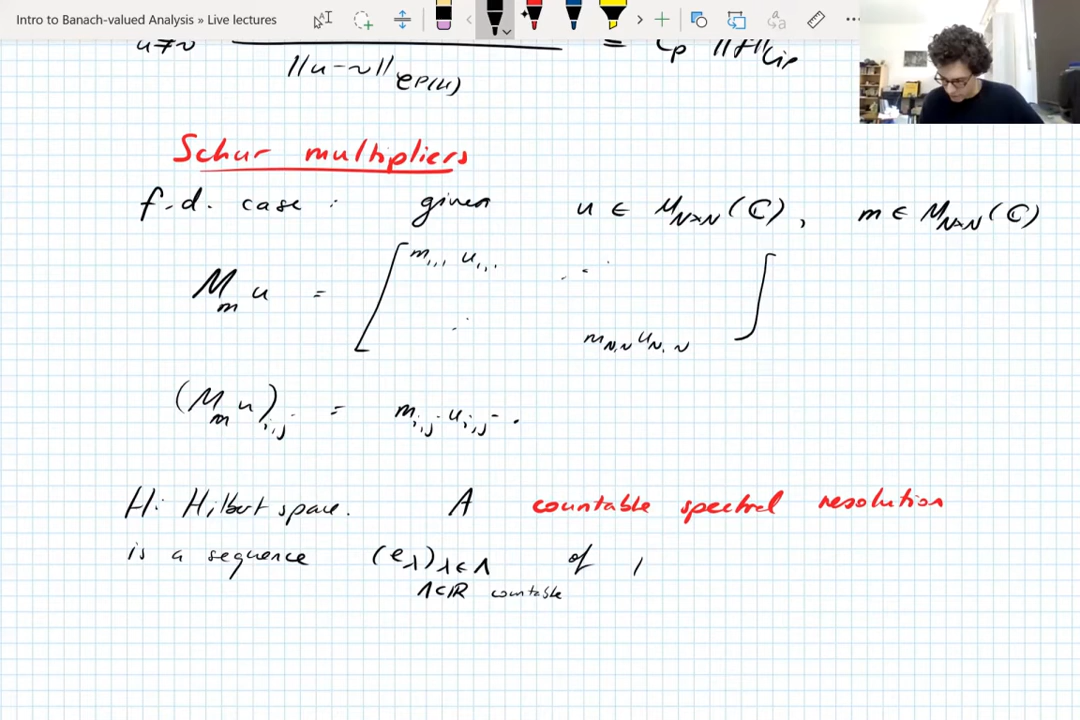 Intro to Banach-valued Analysis » Live lectures
u≠v ‖u-v‖_{ℓ^p(H)} = C_p ‖f‖_{Lip}
Schur multipliers
f.d. case : given u ∈ M_{N×N}(ℂ), m ∈ M_{N×N}(ℂ)
M_m u = [ m_{1,1} u_{1,1} ...
⋮ m_{N,N} u_{N,N} ]
(M_m u)_{i,j} = m_{i,j} u_{i,j} .
H: Hilbert space. A countable spectral resolution
is a sequence (e_λ)_{λ∈Λ} of
Λ⊂ℝ countable